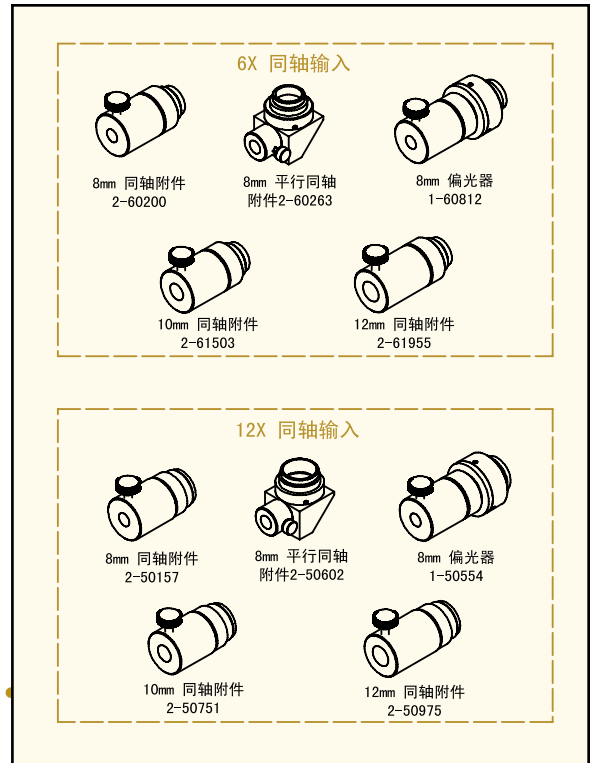 6X 同轴输入
8mm 同轴附件
2-60200
8mm 平行同轴
附件2-60263
8mm 偏光器
1-60812
10mm 同轴附件
2-61503
12mm 同轴附件
2-61955
12X 同轴输入
8mm 同轴附件
2-50157
8mm 平行同轴
附件2-50602
8mm 偏光器
1-50554
10mm 同轴附件
2-50751
12mm 同轴附件
2-50975